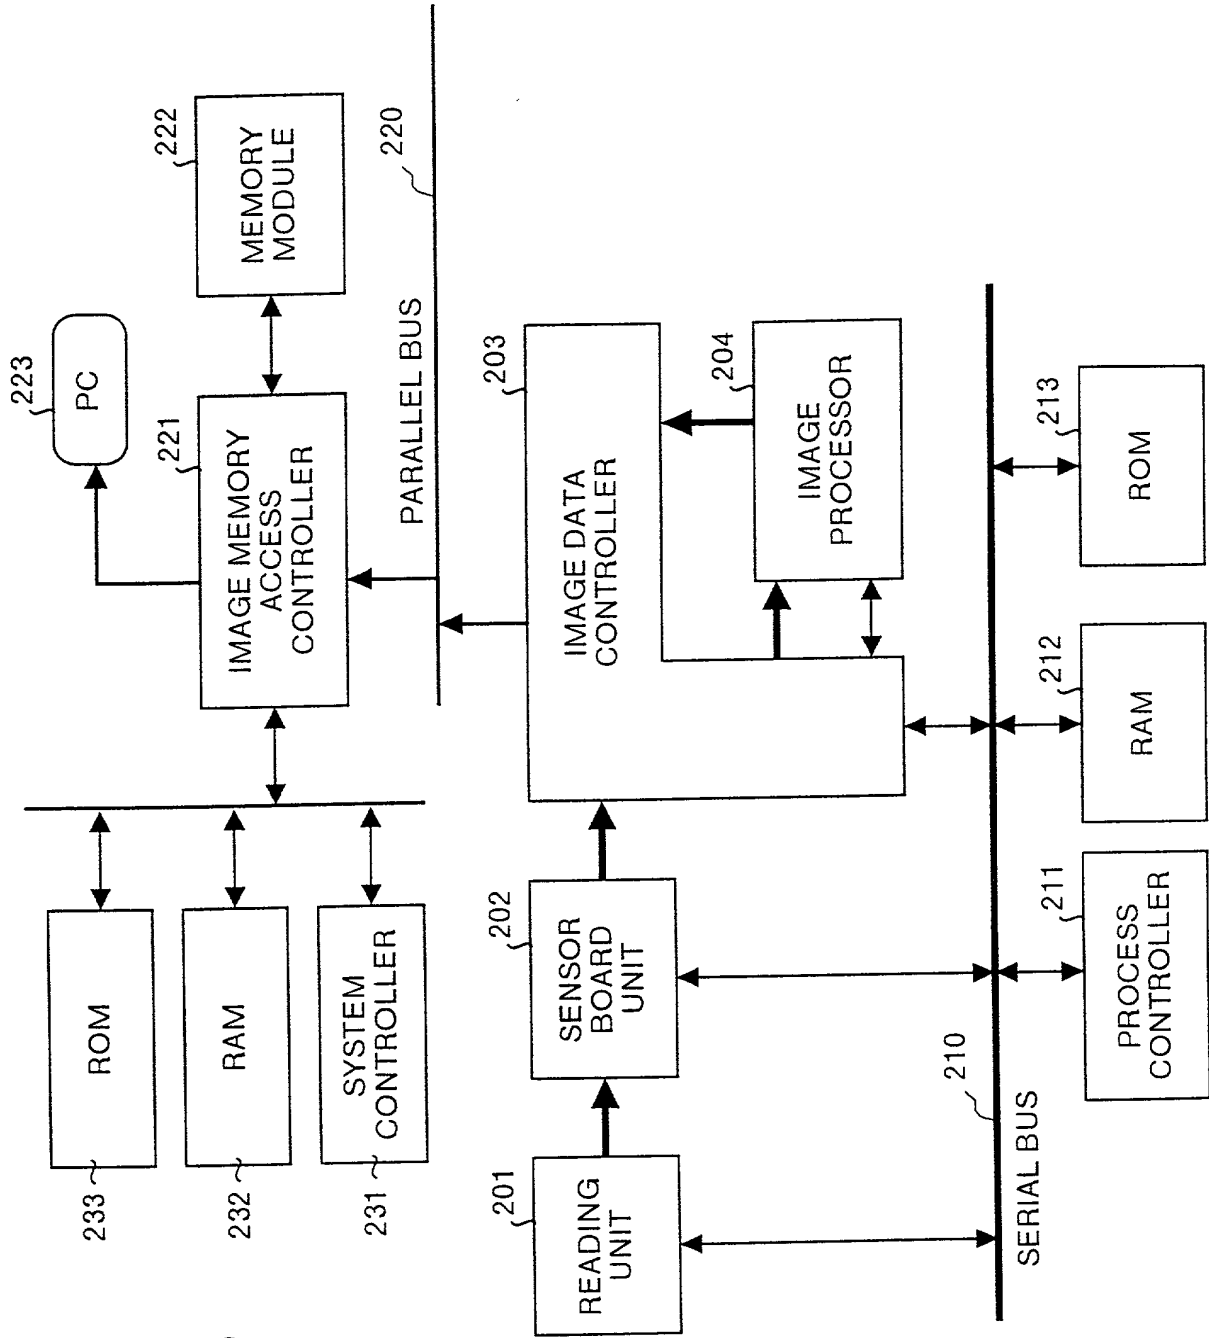 223
PC
222
MEMORY
MODULE
221
IMAGE MEMORY
ACCESS
CONTROLLER
233
ROM
232
RAM
231
SYSTEM
CONTROLLER
220
PARALLEL BUS
201
READING
UNIT
202
SENSOR
BOARD
UNIT
203
IMAGE DATA
CONTROLLER
204
IMAGE
PROCESSOR
210
SERIAL BUS
211
PROCESS
CONTROLLER
212
RAM
213
ROM